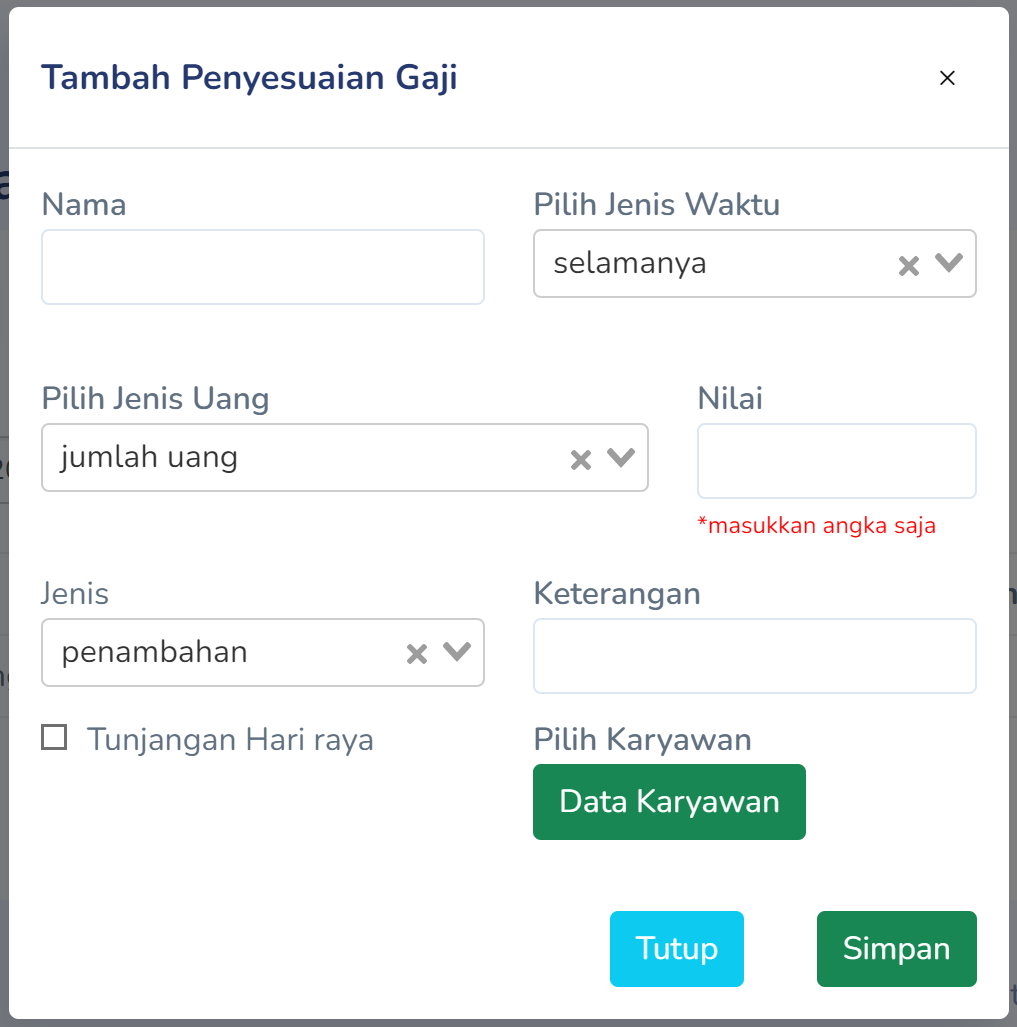 Tambah Penyesuaian Gaji
Nama
Pilih Jenis Waktu
selamanya
Pilih Jenis Uang
Nilai
jumlah uang
*masukkan angka saja
Jenis
Keterangan
penambahan
Tunjangan Hari raya
Pilih Karyawan
Data Karyawan
Tutup
Simpan